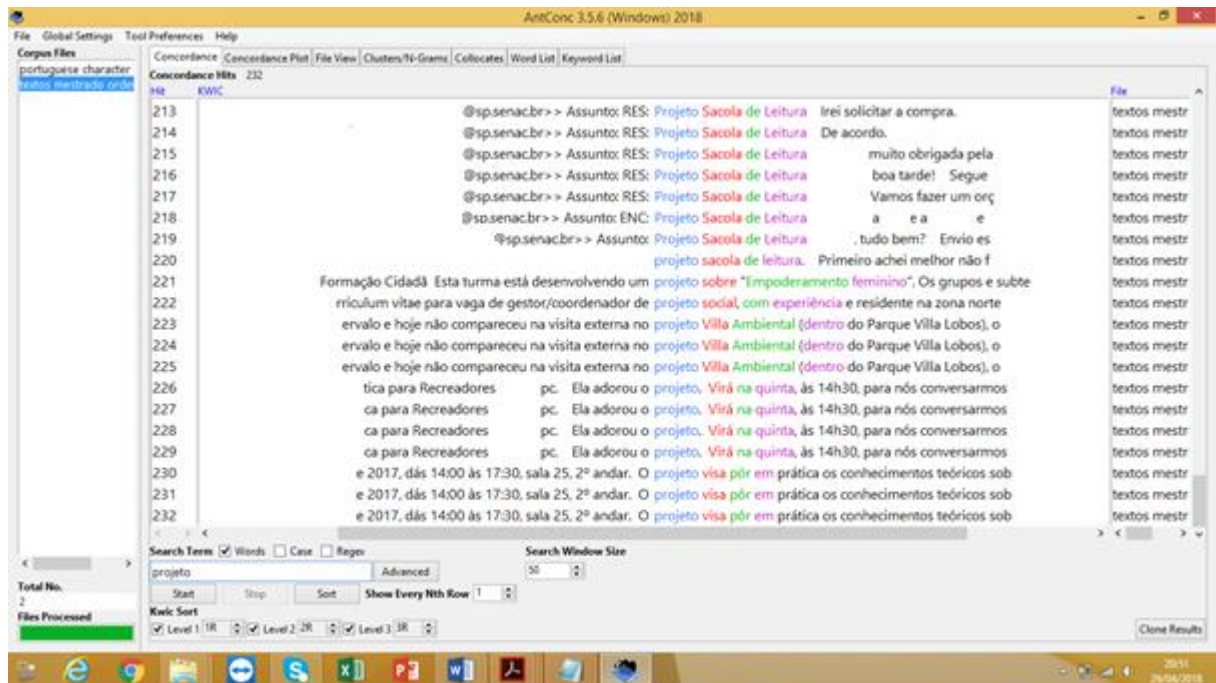 AntConc 3.5.6 (Windows) 2018
File Global Settings Tool Preferences Help
Corpus Files
portuguese character
textos mestrado orde
Concordance Concordance Plot File View Clusters/N-Grams Collocates Word List Keyword List
Concordance Hits 232
Hit KWIC File
213 @sp.senac.br>> Assunto: RES: Projeto Sacola de Leitura Irei solicitar a compra. textos mestr
214 @sp.senac.br>> Assunto: RES: Projeto Sacola de Leitura De acordo. textos mestr
215 @sp.senac.br>> Assunto: RES: Projeto Sacola de Leitura muito obrigada pela textos mestr
216 @sp.senac.br>> Assunto: RES: Projeto Sacola de Leitura boa tarde! Segue textos mestr
217 @sp.senac.br>> Assunto: RES: Projeto Sacola de Leitura Vamos fazer um orç textos mestr
218 @sp.senac.br>> Assunto: ENC: Projeto Sacola de Leitura a e a e textos mestr
219 @sp.senac.br>> Assunto: Projeto Sacola de Leitura , tudo bem? Envio es textos mestr
220 projeto sacola de leitura. Primeiro achei melhor não f textos mestr
221 Formação Cidadã Esta turma está desenvolvendo um projeto sobre "Empoderamento feminino", Os grupos e subte textos mestr
222 rriculum vitae para vaga de gestor/coordenador de projeto social, com experiência e residente na zona norte textos mestr
223 ervalo e hoje não compareceu na visita externa no projeto Villa Ambiental (dentro do Parque Villa Lobos), o textos mestr
224 ervalo e hoje não compareceu na visita externa no projeto Villa Ambiental (dentro do Parque Villa Lobos), o textos mestr
225 ervalo e hoje não compareceu na visita externa no projeto Villa Ambiental (dentro do Parque Villa Lobos), o textos mestr
226 tica para Recreadores pc. Ela adorou o projeto. Virá na quinta, às 14h30, para nós conversarmos textos mestr
227 ca para Recreadores pc. Ela adorou o projeto. Virá na quinta, às 14h30, para nós conversarmos textos mestr
228 ca para Recreadores pc. Ela adorou o projeto. Virá na quinta, às 14h30, para nós conversarmos textos mestr
229 ca para Recreadores pc. Ela adorou o projeto. Virá na quinta, às 14h30, para nós conversarmos textos mestr
230 e 2017, dás 14:00 às 17:30, sala 25, 2º andar. O projeto visa pôr em prática os conhecimentos teóricos sob textos mestr
231 e 2017, dás 14:00 às 17:30, sala 25, 2º andar. O projeto visa pôr em prática os conhecimentos teóricos sob textos mestr
232 e 2017, dás 14:00 às 17:30, sala 25, 2º andar. O projeto visa pôr em prática os conhecimentos teóricos sob textos mestr
Search Term Words Case Regex Search Window Size
projeto Advanced 50
Start Stop Sort Show Every Nth Row 1
Kwic Sort
Level 1 1R Level 2 2R Level 3 3R
Clone Results
Total No.
2
Files Processed
20:51
29/04/2018